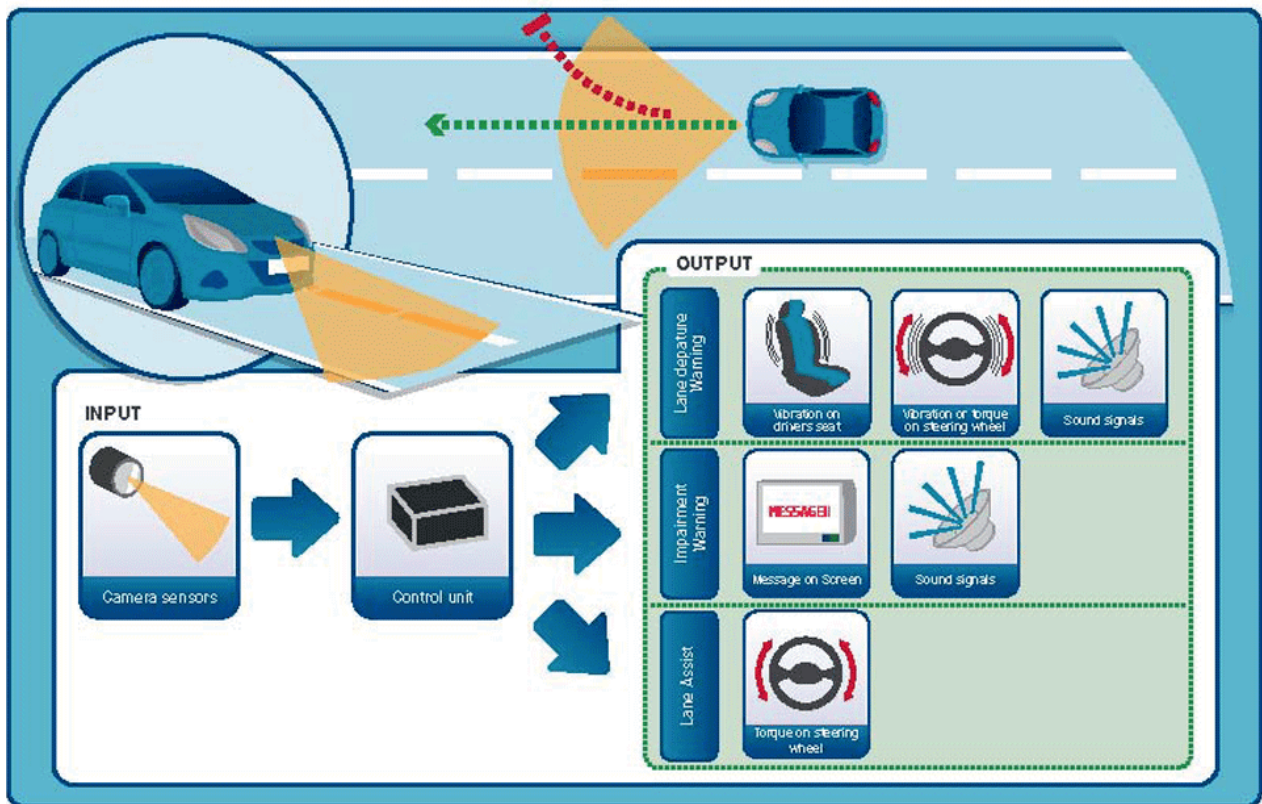 OUTPUT
Lane depature
Warning
Vibration on
drivers seat
Vibration or torque
on steering wheel
Sound signals
INPUT
Camera sensors
Control unit
Impairment
Warning
MESSAGE!!
Message on Screen
Sound signals
Lane Assist
Torque on steering
wheel